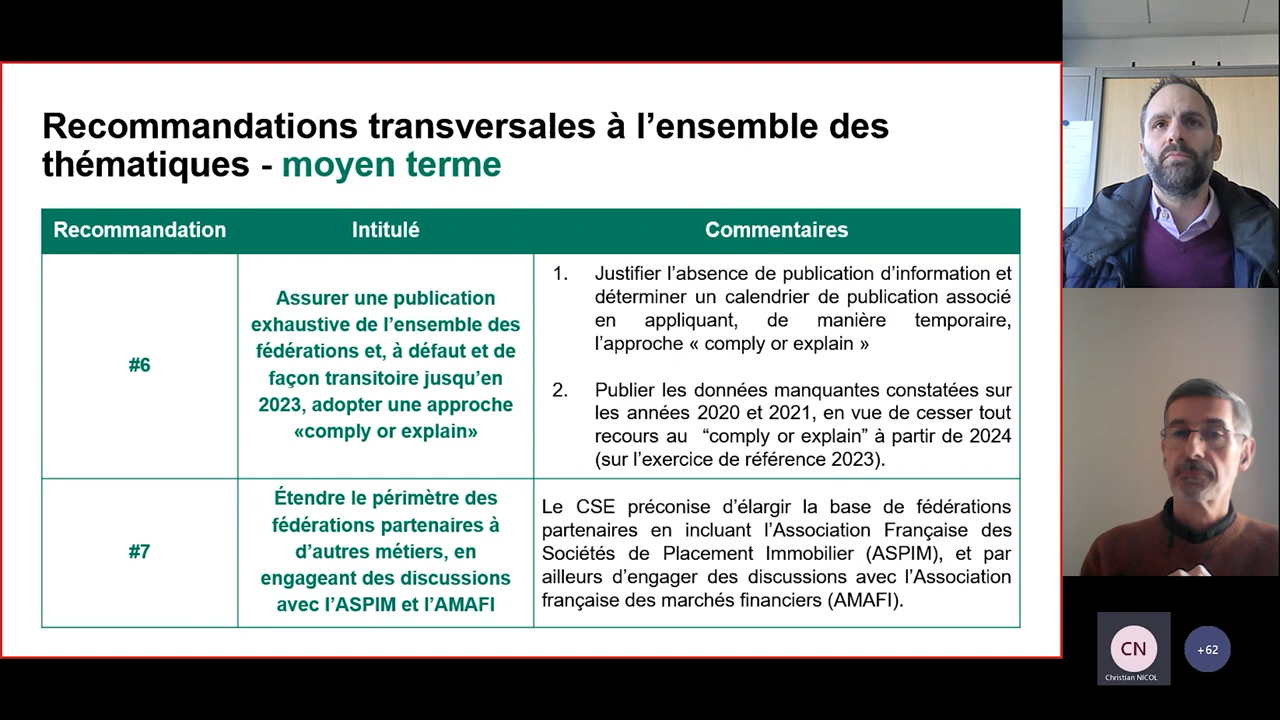 Recommandations transversales à l’ensemble des
thématiques - moyen terme
Recommandation
Intitulé
Commentaires
#6
Assurer une publication
exhaustive de l’ensemble des
fédérations et, à défaut et de
façon transitoire jusqu’en
2023, adopter une approche
«comply or explain»
1. Justifier l’absence de publication d’information et
déterminer un calendrier de publication associé
en appliquant, de manière temporaire,
l’approche « comply or explain »
2. Publier les données manquantes constatées sur
les années 2020 et 2021, en vue de cesser tout
recours au “comply or explain” à partir de 2024
(sur l’exercice de référence 2023).
#7
Étendre le périmètre des
fédérations partenaires à
d’autres métiers, en
engageant des discussions
avec l’ASPIM et l’AMAFI
Le CSE préconise d’élargir la base de fédérations
partenaires en incluant l’Association Française des
Sociétés de Placement Immobilier (ASPIM), et par
ailleurs d’engager des discussions avec l’Association
française des marchés financiers (AMAFI).
CN
Christian NICOL
+62